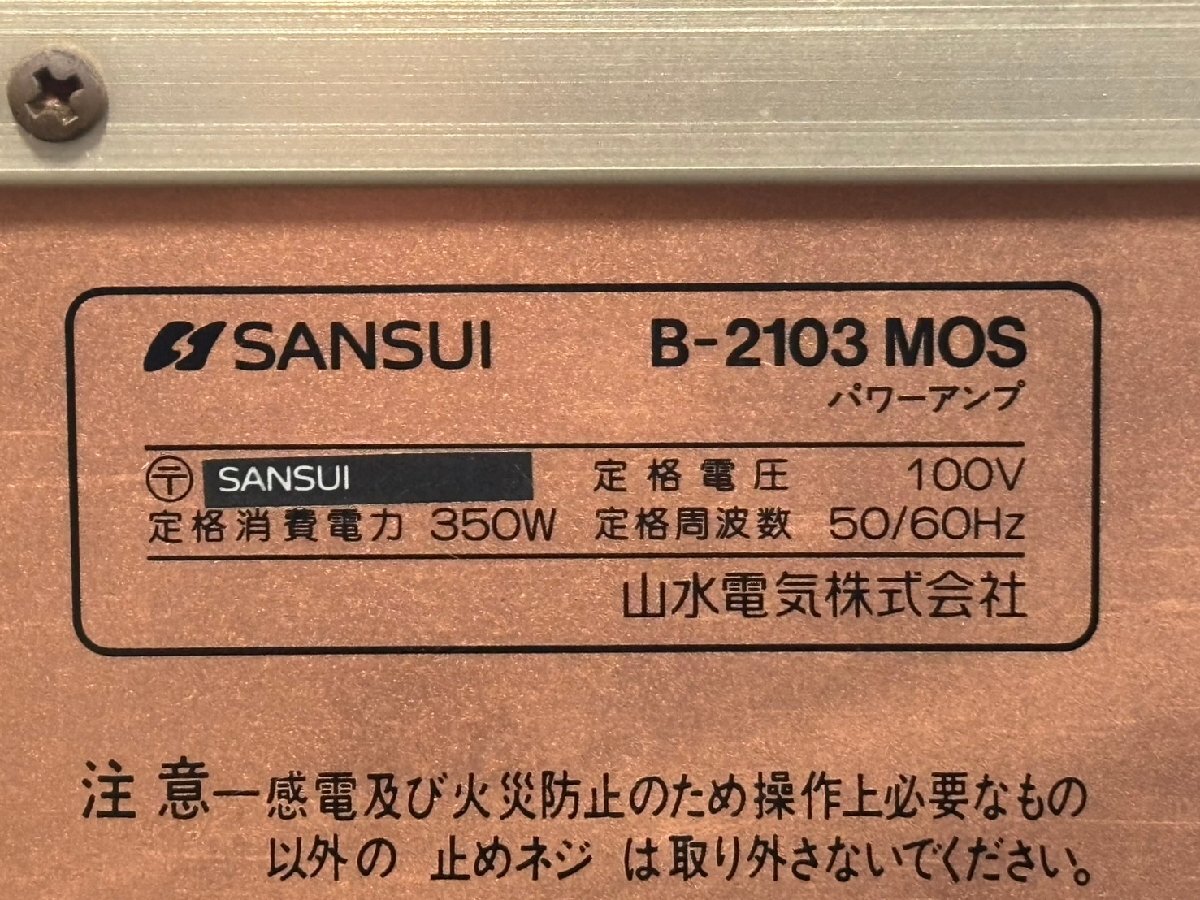 SANSUI B-2103 MOS
パワーアンプ
〒 SANSUI 定格電圧 100V
定格消費電力 350W 定格周波数 50/60Hz
山水電気株式会社
注意ー感電及び火災防止のため操作上必要なもの
以外の 止めネジ は取り外さないでください。